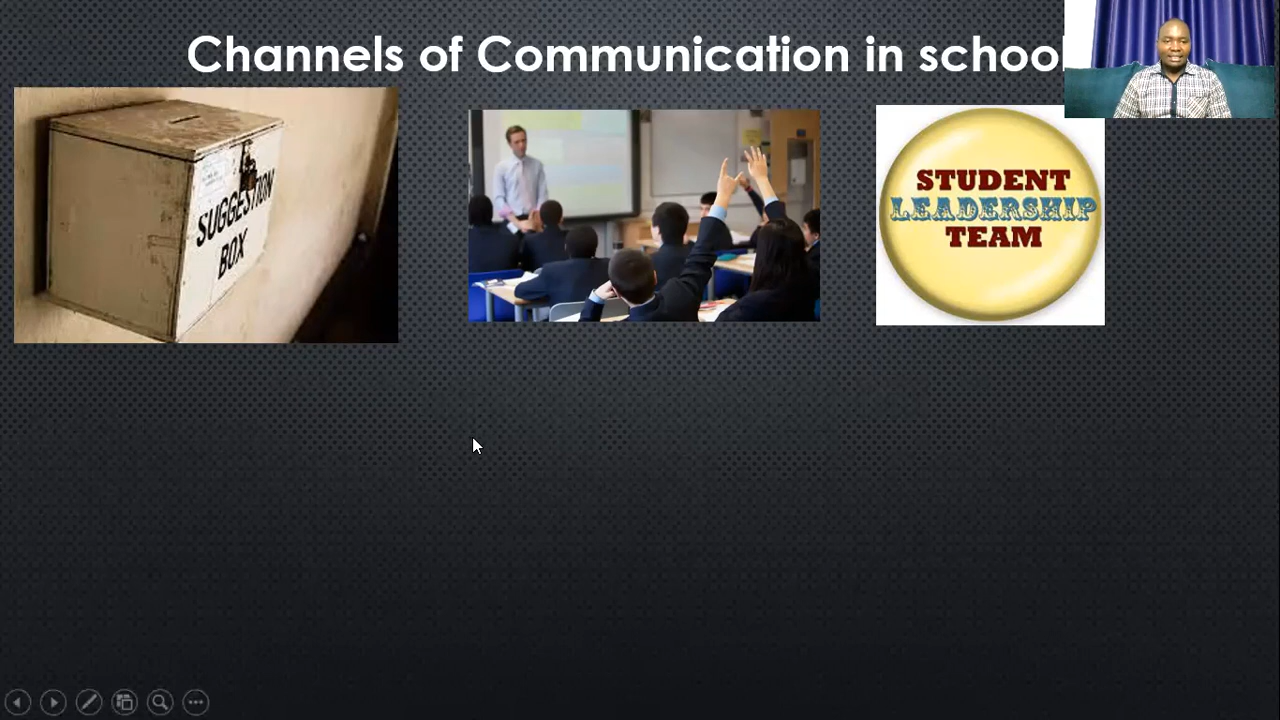 Channels of Communication in school
SUGGESTION
BOX
STUDENT
LEADERSHIP
TEAM